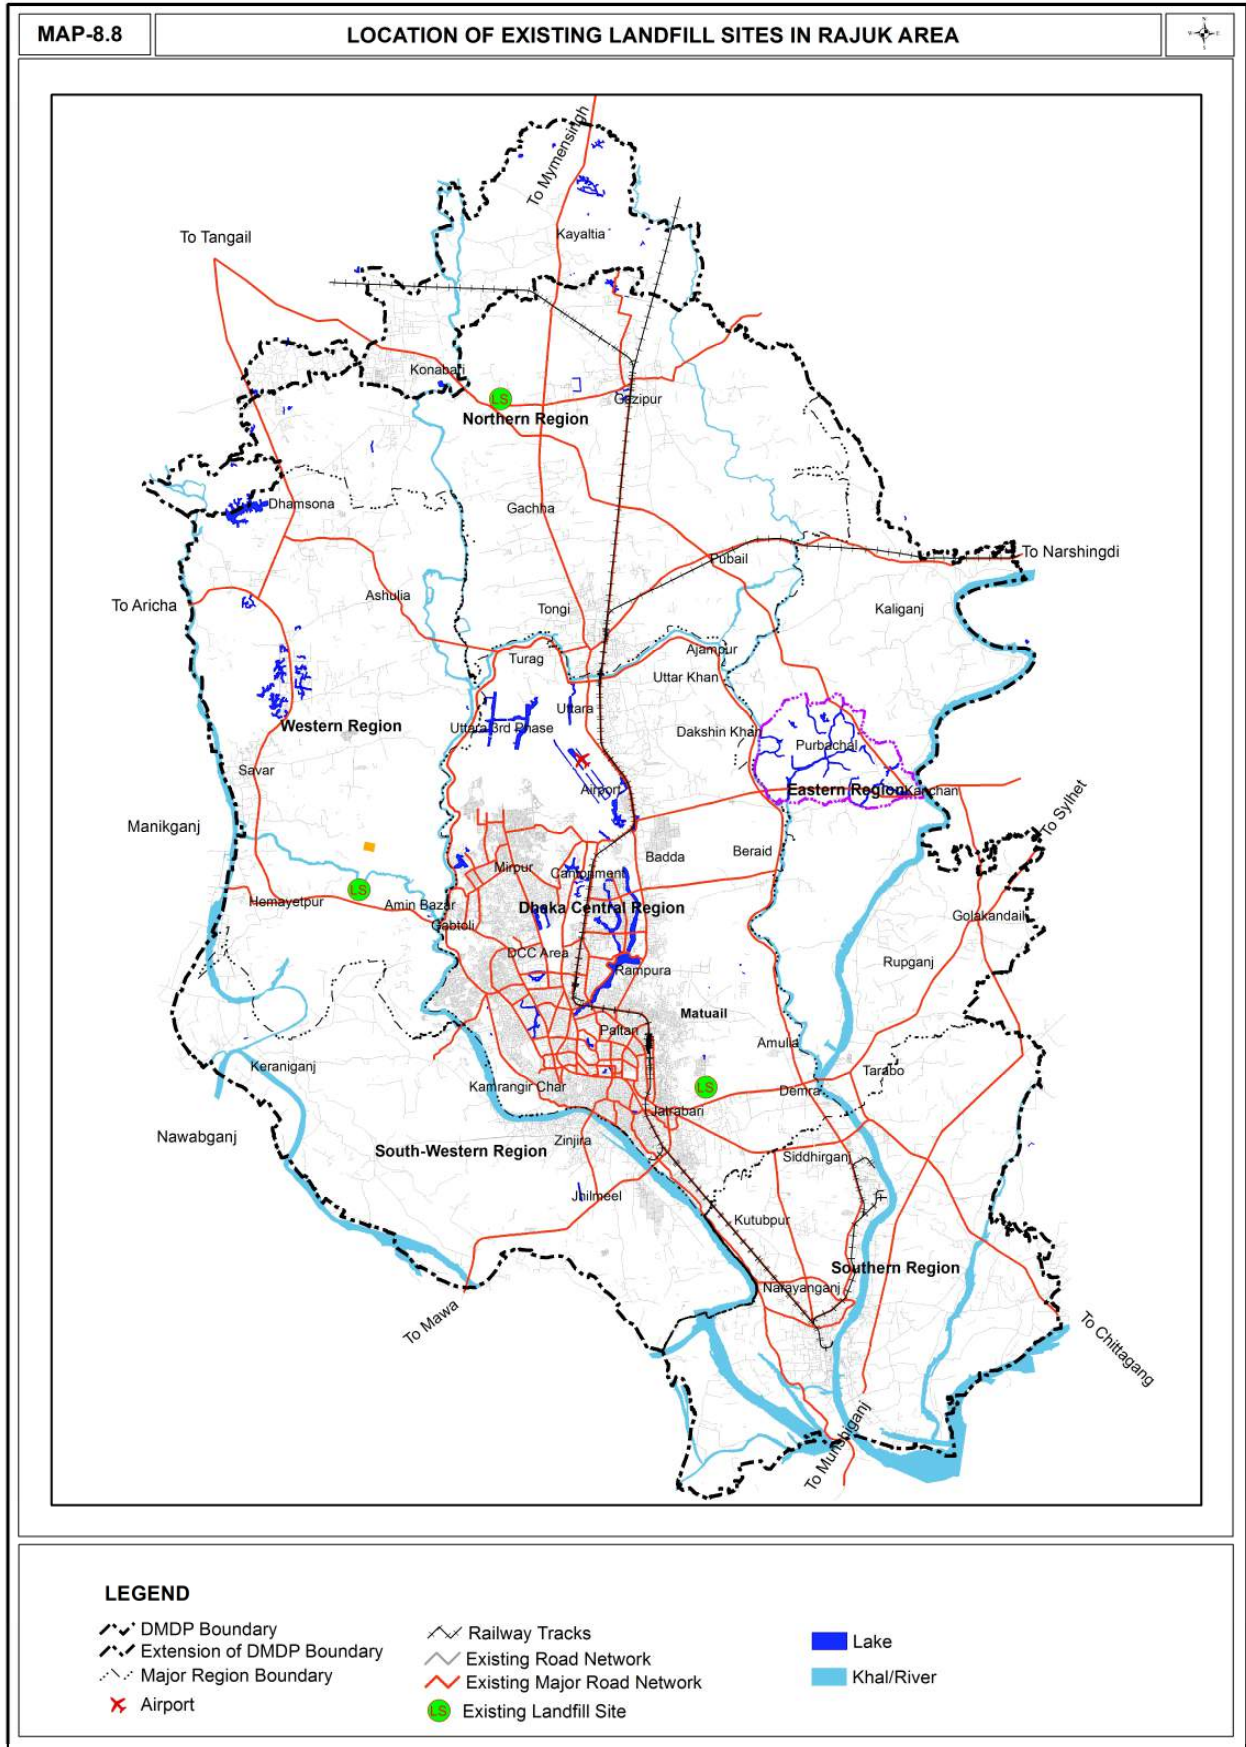 MAP-8.8
LOCATION OF EXISTING LANDFILL SITES IN RAJUK AREA
N
W E
S
To Mymensingh
Kayaltia
To Tangail
Konabari
LS
Gazipur
Northern Region
Dhamsona
Gachha
To Narshingdi
Pubail
Ashulia
To Aricha
Tongi
Kaliganj
Turag
Ajampur
Uttar Khan
Uttara
Western Region
Uttara 3rd Phase
Dakshin Khan
Purbachal
Savar
Airport
Eastern Region
Kanchan
To Sylhet
Manikganj
Beraid
Badda
Mirpur
Cantonment
LS
Hemayetpur
Amin Bazar
Dhaka Central Region
Golakandail
Gabtoli
DCC Area
Rupganj
Rampura
Matuail
Paltan
Amulia
Keraniganj
Tarabo
Kamrangir Char
LS
Demra
Jatrabari
Nawabganj
Zinjira
South-Western Region
Siddhirganj
Jhilmeel
Kutubpur
Southern Region
Narayanganj
To Mawa
To Chittagang
To Munshiganj
LEGEND
DMDP Boundary
Extension of DMDP Boundary
Major Region Boundary
Airport
Railway Tracks
Existing Road Network
Existing Major Road Network
LS Existing Landfill Site
Lake
Khal/River